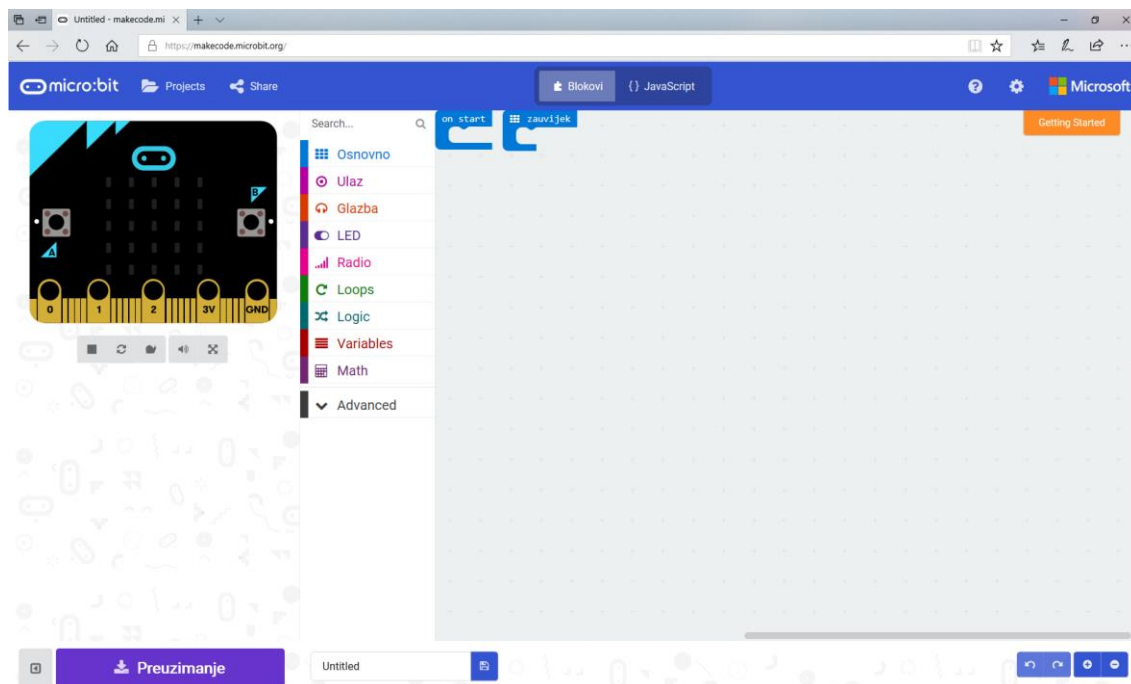 Untitled - makecode.mi
https://makecode.microbit.org/
micro:bit Projects Share Blokovi {} JavaScript Microsoft
Search...
on start zauvijek
Getting Started
Osnovno
Ulaz
Glazba
LED
Radio
Loops
Logic
Variables
Math
Advanced
B
A
0 1 2 3V GND
Preuzimanje
Untitled